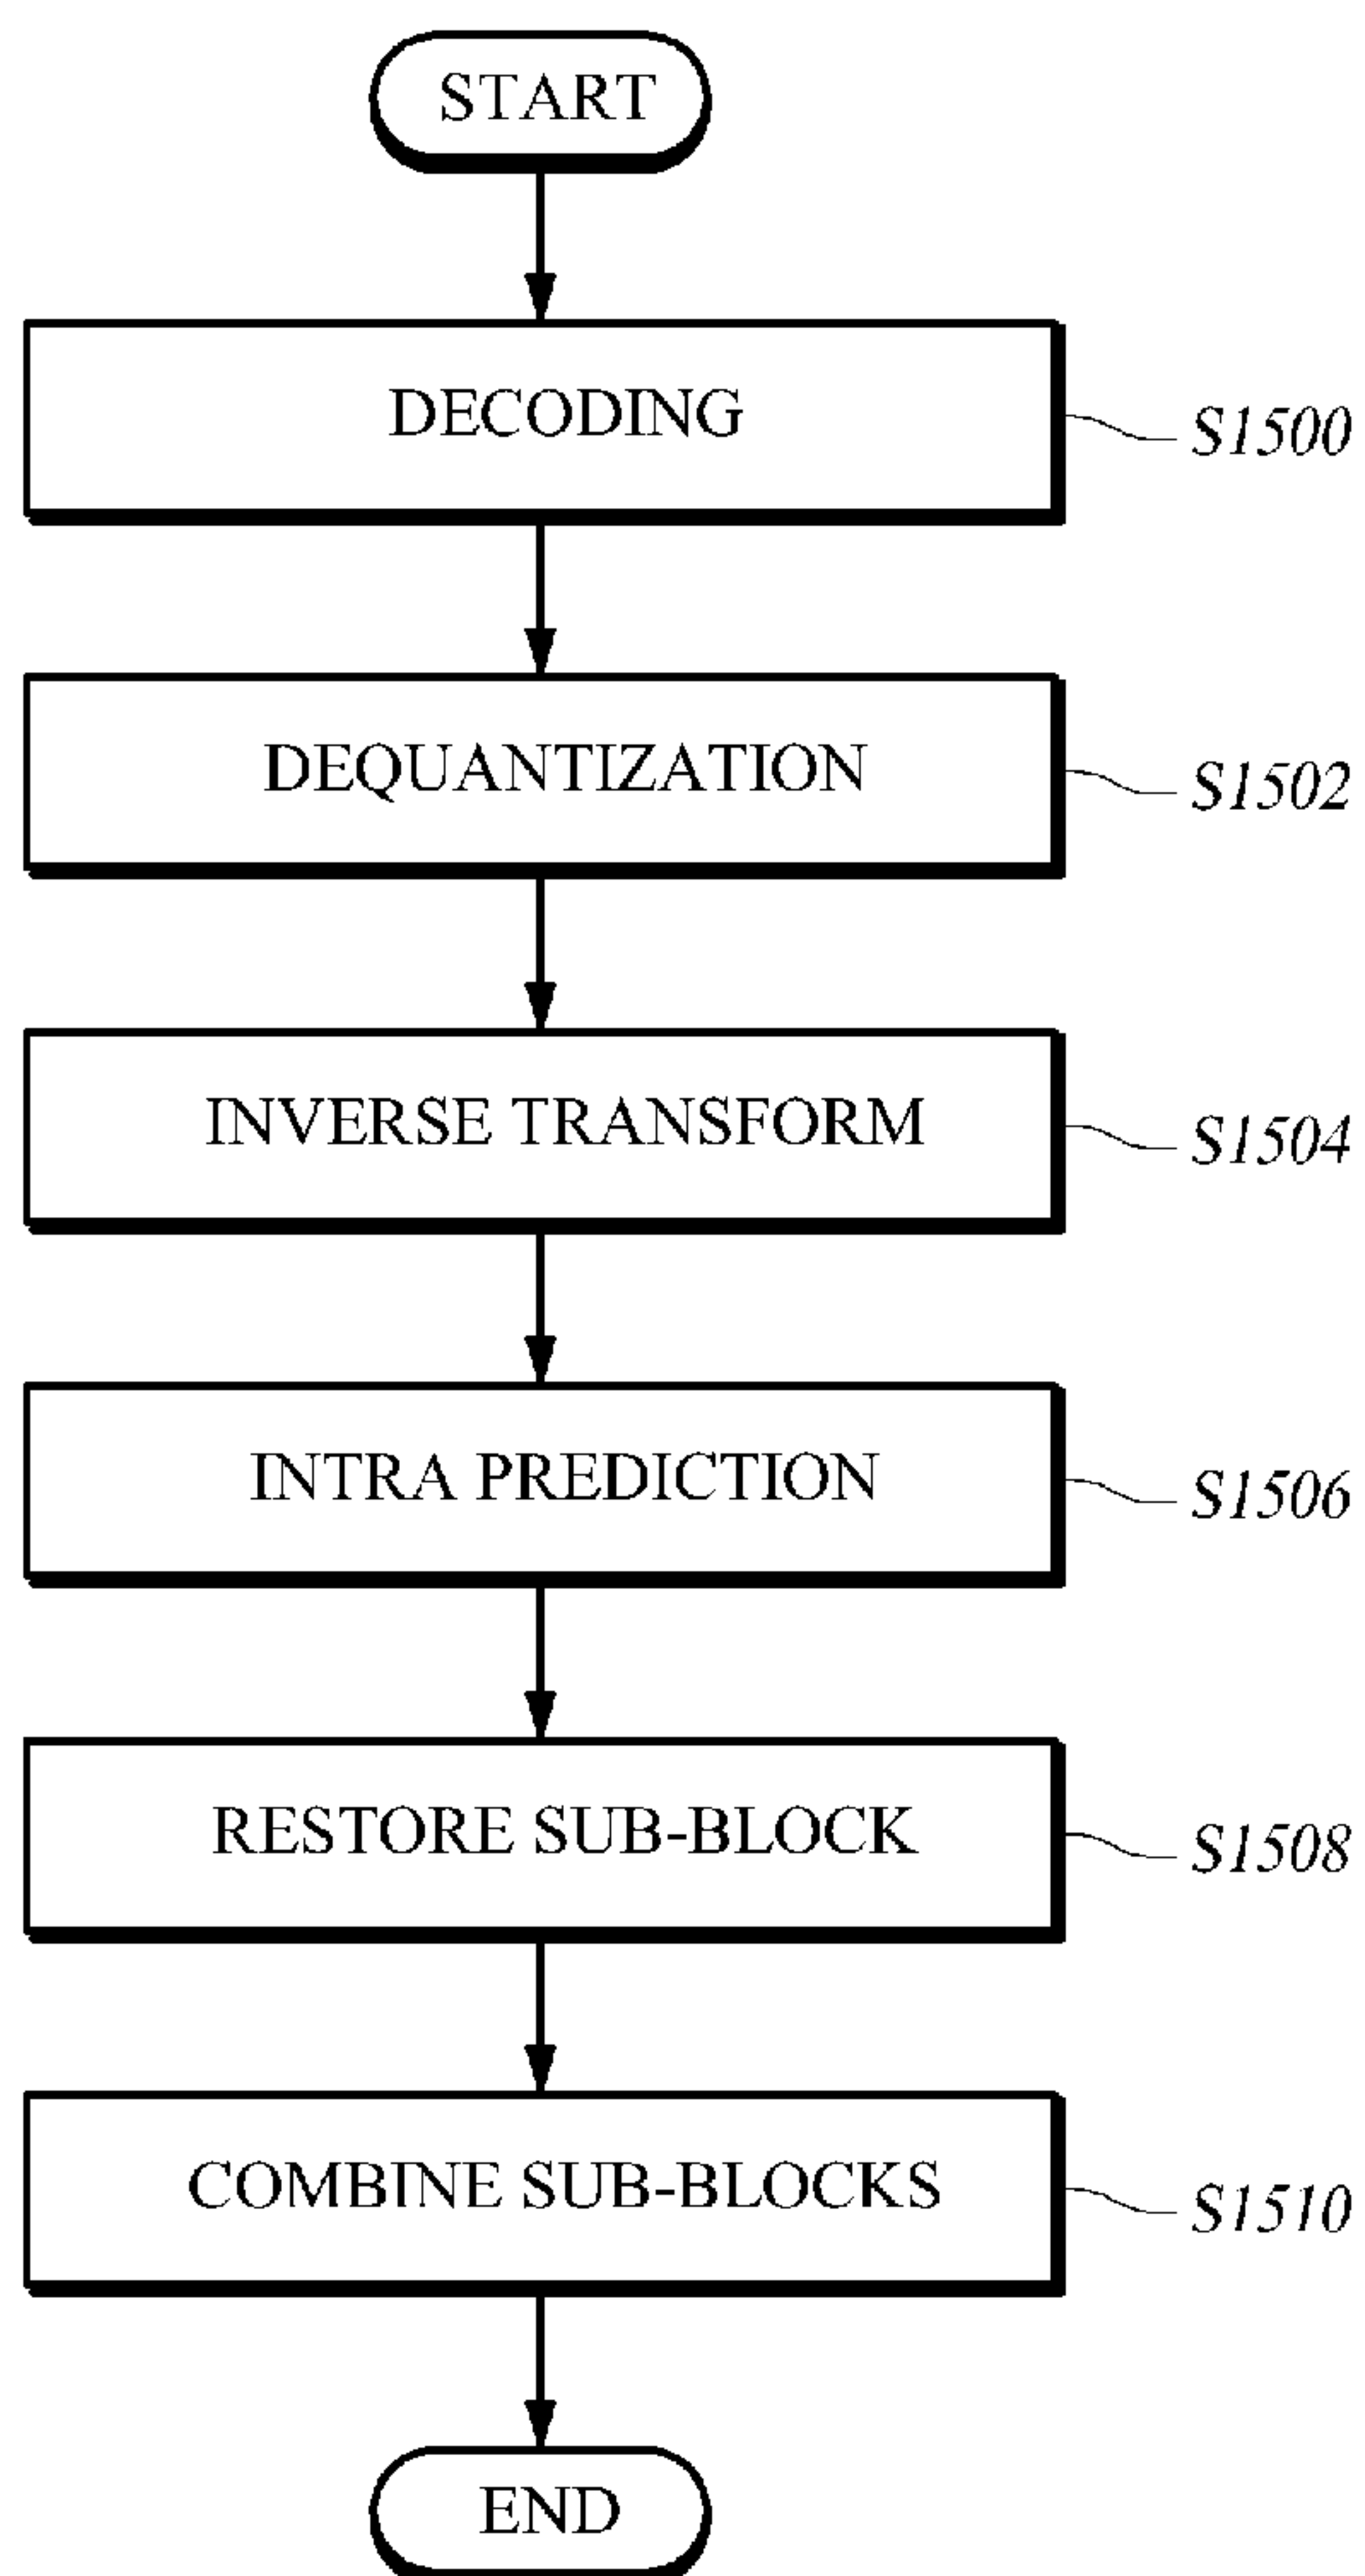 START
DECODING
S1500
DEQUANTIZATION
S1502
INVERSE TRANSFORM
S1504
INTRA PREDICTION
S1506
RESTORE SUB-BLOCK
S1508
COMBINE SUB-BLOCKS
S1510
END